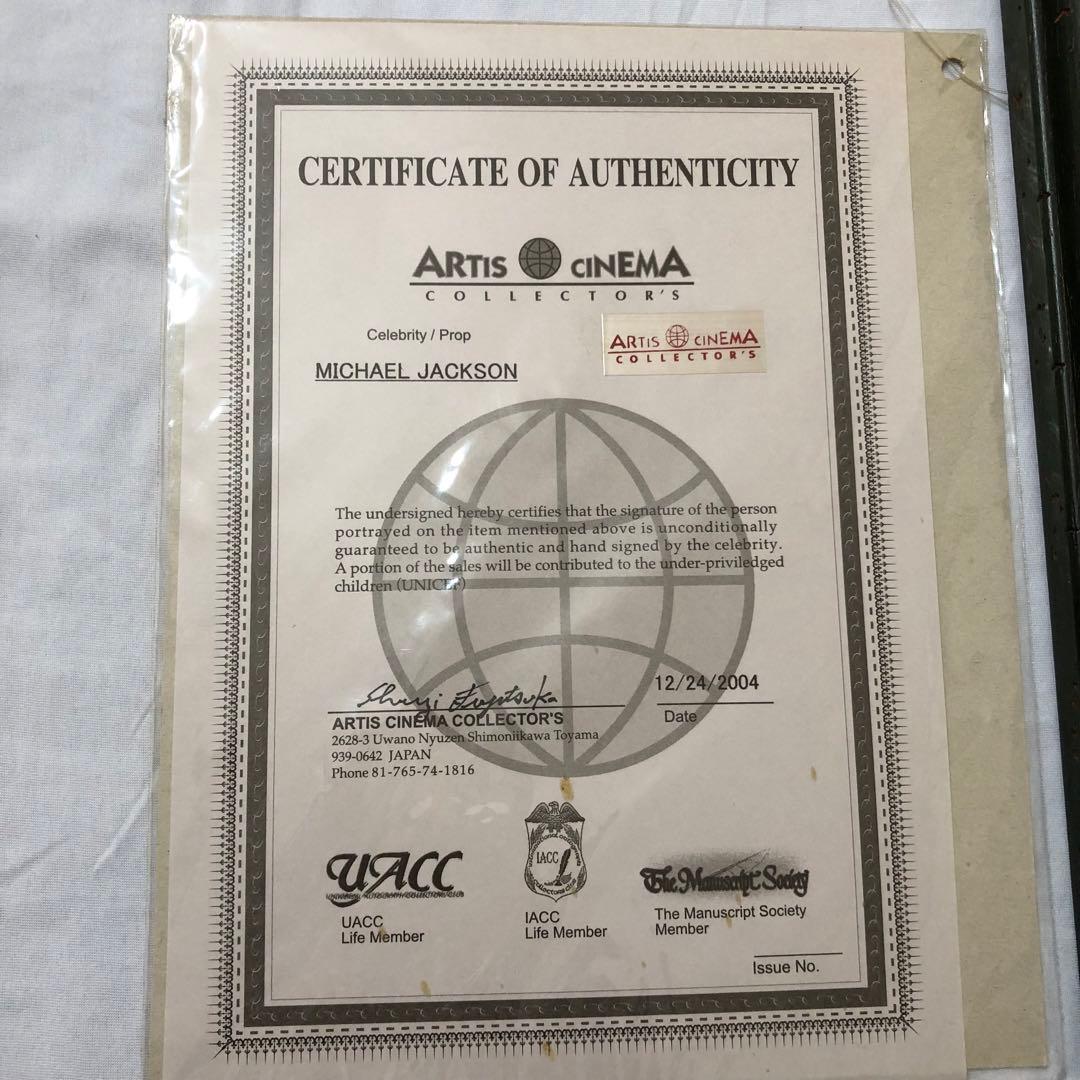 CERTIFICATE OF AUTHENTICITY
ARTIS CINEMA
COLLECTOR'S
Celebrity / Prop
ARTIS CINEMA
COLLECTOR'S
MICHAEL JACKSON
The undersigned hereby certifies that the signature of the person
portrayed on the item mentioned above is unconditionally
guaranteed to be authentic and hand signed by the celebrity.
A portion of the sales will be contributed to the under-priviledged
children (UNICEF)
12/24/2004
Date
ARTIS CINEMA COLLECTOR'S
2628-3 Uwano Nyuzen Shimoniikawa Toyama
939-0642 JAPAN
Phone 81-765-74-1816
UACC
IACC
The Manuscript Society
UACC
Life Member
IACC
Life Member
The Manuscript Society
Member
Issue No.